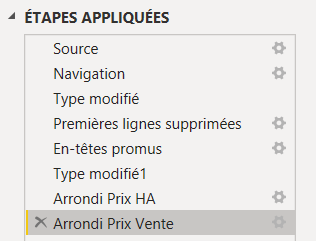 ÉTAPES APPLIQUÉES
Source
Navigation
Type modifié
Premières lignes supprimées
En-têtes promus
Type modifié1
Arrondi Prix HA
Arrondi Prix Vente